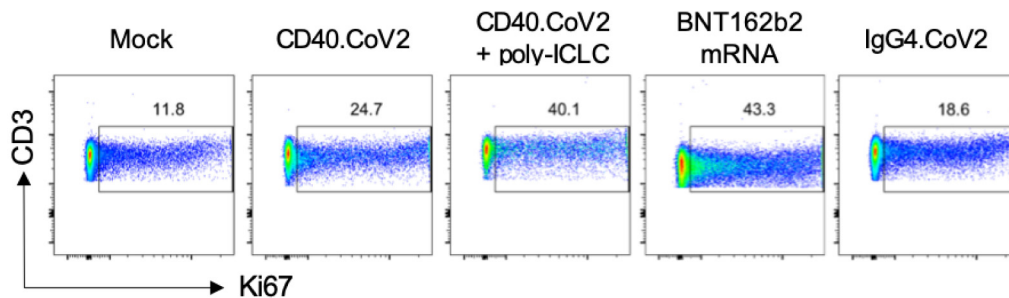 Mock
CD40.CoV2
CD40.CoV2
+ poly-ICLC
BNT162b2
mRNA
IgG4.CoV2
11.8
24.7
40.1
43.3
18.6
CD3
Ki67